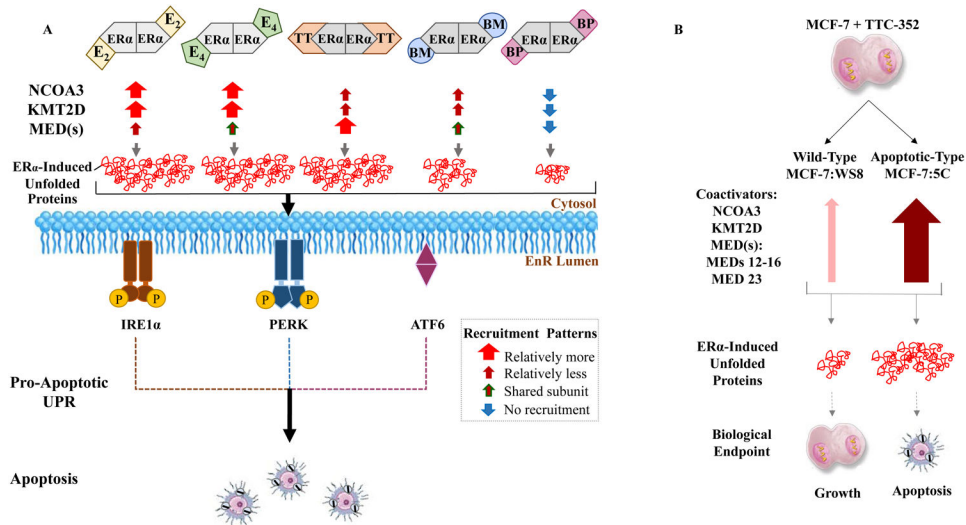 A
E2 ERα ERα E2
E4 ERα ERα E4
TT ERα ERα TT
BM ERα ERα BM
BP ERα ERα BP
NCOA3
KMT2D
MED(s)
ERα-Induced
Unfolded
Proteins
Cytosol
EnR Lumen
P P
P P
IRE1α
PERK
ATF6
Recruitment Patterns
Relatively more
Relatively less
Shared subunit
No recruitment
Pro-Apoptotic
UPR
Apoptosis
B
MCF-7 + TTC-352
Wild-Type
MCF-7:WS8
Apoptotic-Type
MCF-7:5C
Coactivators:
NCOA3
KMT2D
MED(s):
MEDs 12-16
MED 23
ERα-Induced
Unfolded
Proteins
Biological
Endpoint
Growth
Apoptosis